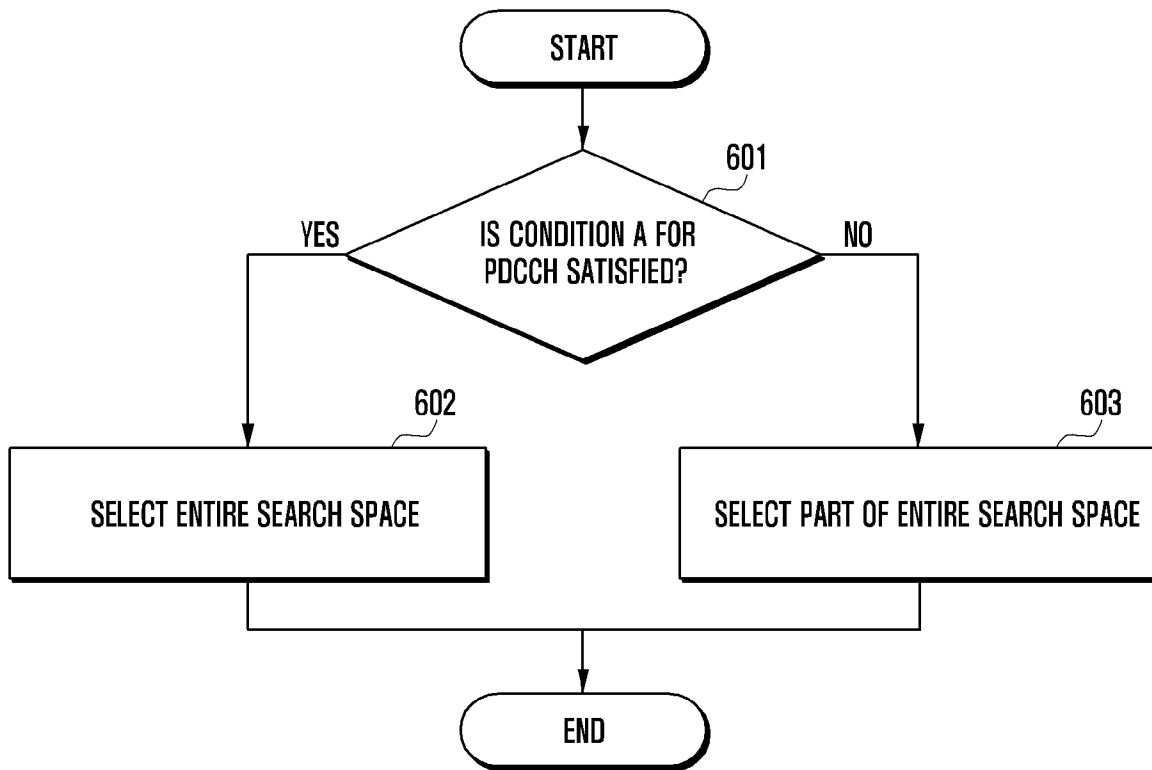 START
601
YES
IS CONDITION A FOR
PDCCH SATISFIED?
NO
602
603
SELECT ENTIRE SEARCH SPACE
SELECT PART OF ENTIRE SEARCH SPACE
END